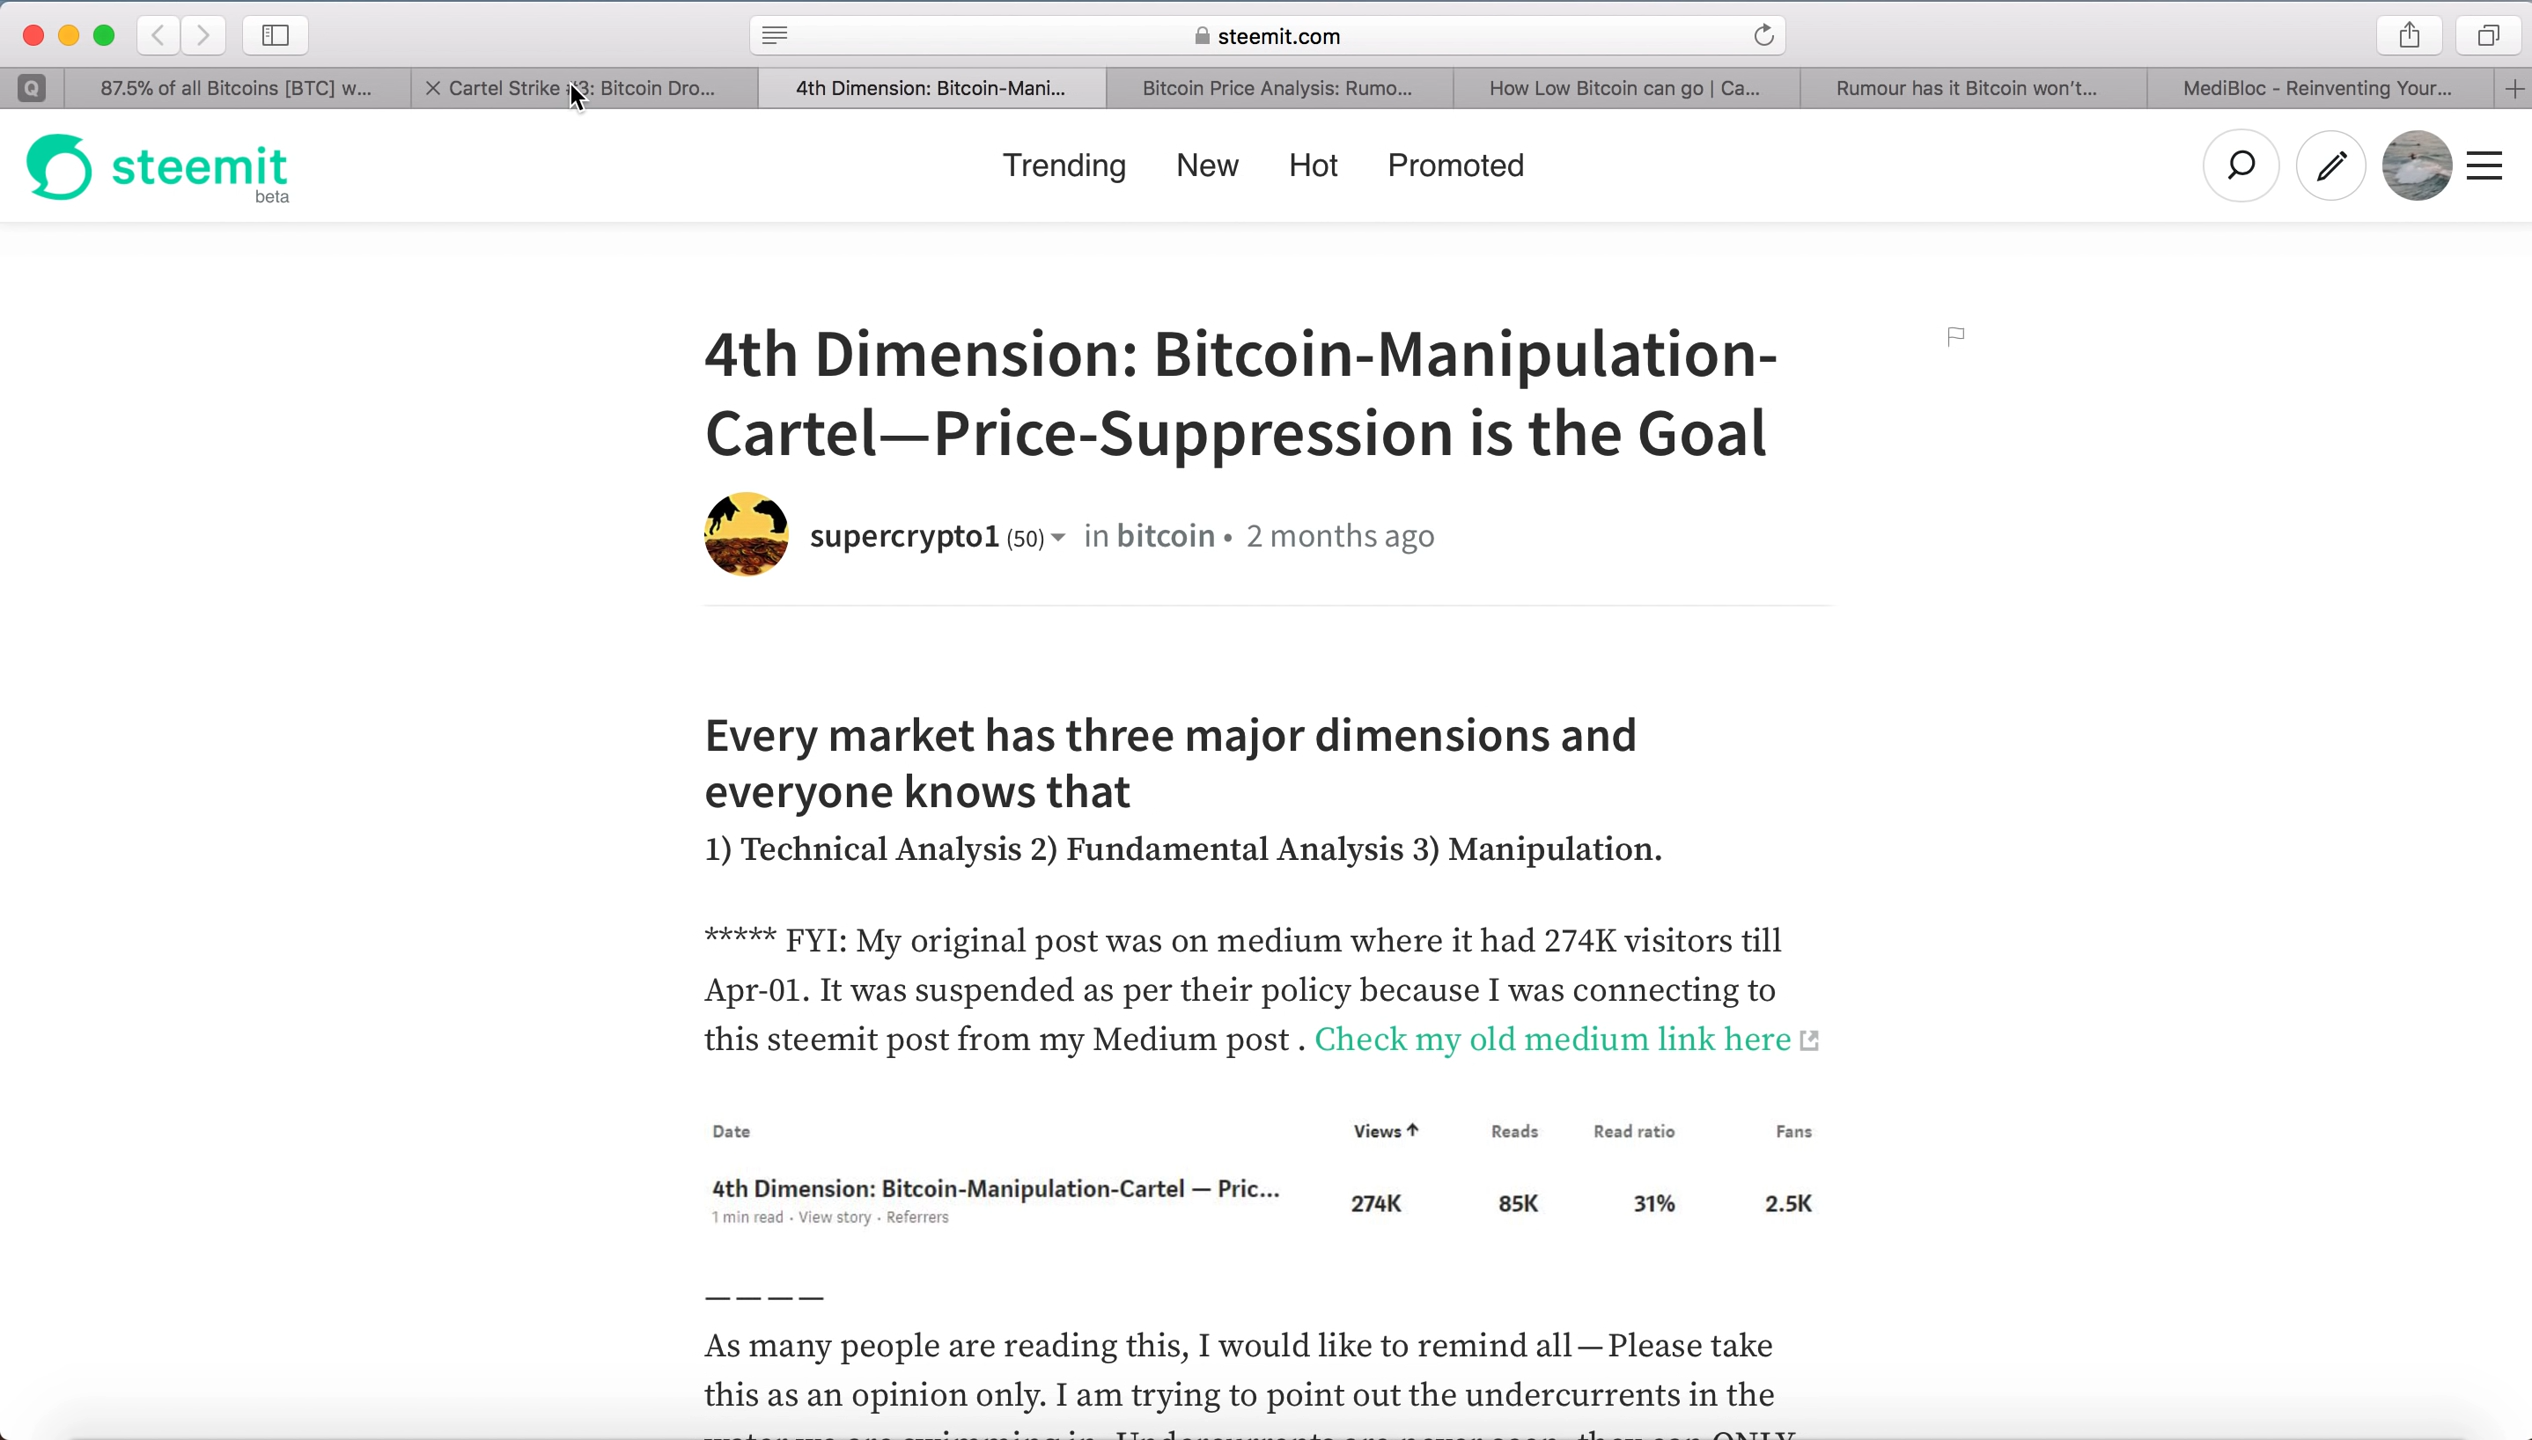 steemit.com
Q
87.5% of all Bitcoins [BTC] w...
Cartel Strike #3: Bitcoin Dro...
4th Dimension: Bitcoin-Mani...
Bitcoin Price Analysis: Rumo...
How Low Bitcoin can go | Ca...
Rumour has it Bitcoin won't...
MediBloc - Reinventing Your...
steemit
beta
Trending New Hot Promoted
4th Dimension: Bitcoin-Manipulation-
Cartel—Price-Suppression is the Goal
supercrypto1 (50) in bitcoin • 2 months ago
Every market has three major dimensions and
everyone knows that
1) Technical Analysis 2) Fundamental Analysis 3) Manipulation.
***** FYI: My original post was on medium where it had 274K visitors till
Apr-01. It was suspended as per their policy because I was connecting to
this steemit post from my Medium post . Check my old medium link here
Date Views ↑ Reads Read ratio Fans
4th Dimension: Bitcoin-Manipulation-Cartel — Pric... 274K 85K 31% 2.5K
1 min read · View story · Referrers
————
As many people are reading this, I would like to remind all—Please take
this as an opinion only. I am trying to point out the undercurrents in the